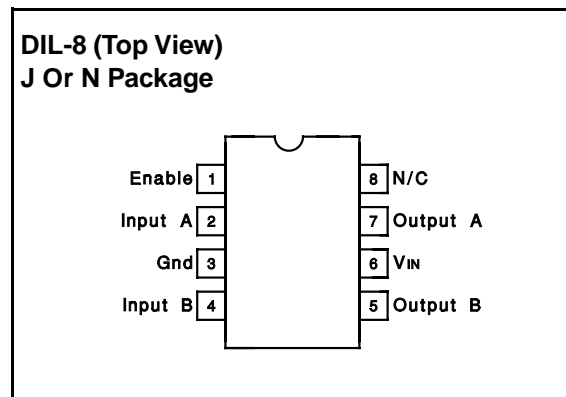 DIL-8 (Top View)
J Or N Package
Enable 1 8 N/C
Input A 2 7 Output A
Gnd 3 6 VIN
Input B 4 5 Output B